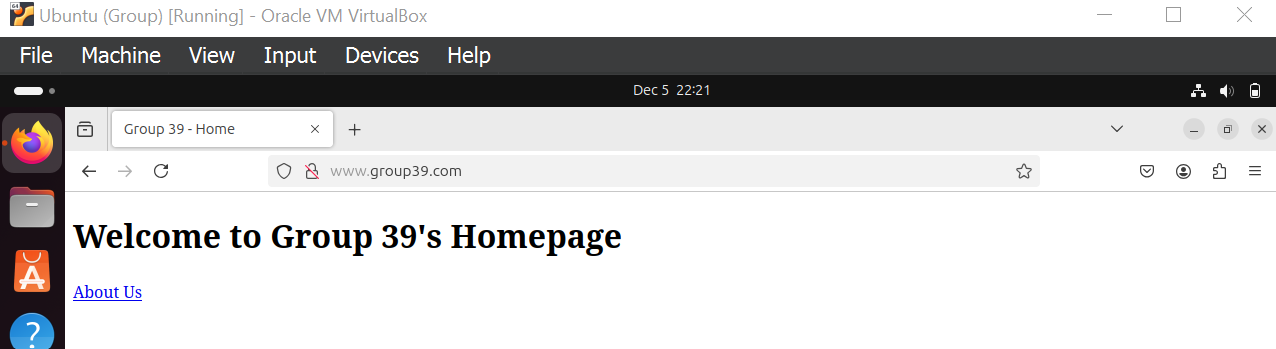 Ubuntu (Group) [Running] - Oracle VM VirtualBox
File Machine View Input Devices Help
Dec 5 22:21
Group 39 - Home
www.group39.com
Welcome to Group 39's Homepage
About Us